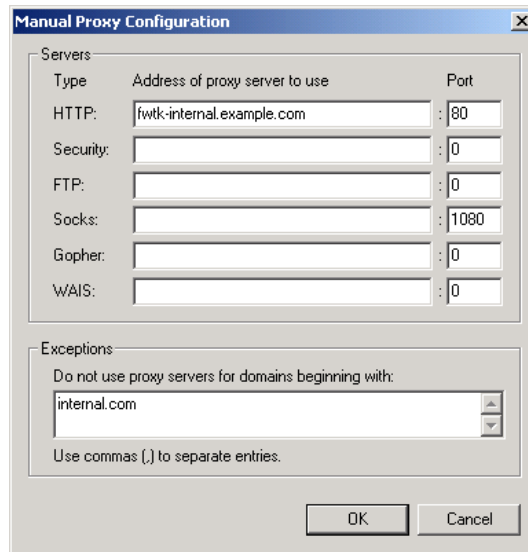 Manual Proxy Configuration
Servers
Type Address of proxy server to use Port
HTTP: fwtk-internal.example.com : 80
Security: : 0
FTP: : 0
Socks: : 1080
Gopher: : 0
WAIS: : 0
Exceptions
Do not use proxy servers for domains beginning with:
internal.com
Use commas (,) to separate entries.
OK Cancel